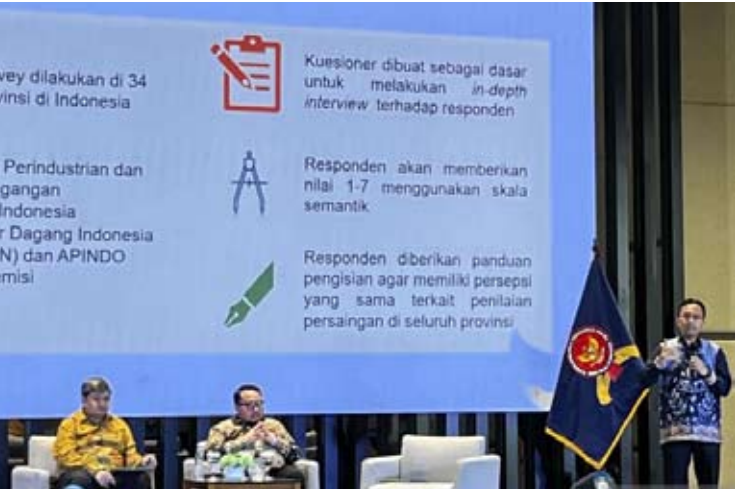 vey dilakukan di 34
vinsi di Indonesia
Perindustrian dan
gangan
Indonesia
r Dagang Indonesia
N) dan APINDO
emisi
Kuesioner dibuat sebagai dasar
untuk melakukan in-depth
interview terhadap responden
Responden akan memberikan
nilai 1-7 menggunakan skala
semantik
Responden diberikan panduan
pengisian agar memiliki persepsi
yang sama terkait penilaian
persaingan di seluruh provinsi